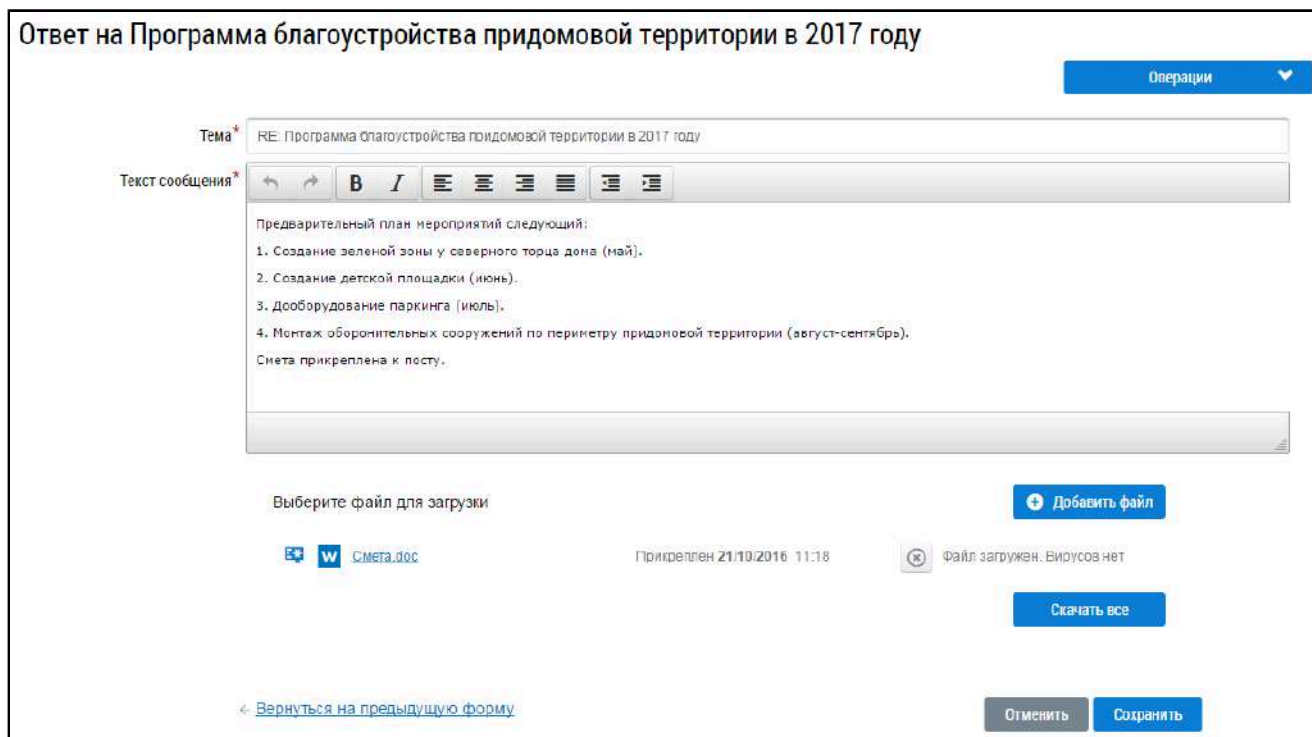 Ответ на Программа благоустройства придомовой территории в 2017 году
Операции
Тема*
RE: Программа благоустройства придомовой территории в 2017 году
Текст сообщения*
B I
Предварительный план мероприятий следующий:
1. Создание зеленой зоны у северного торца дома (май).
2. Создание детской площадки (июнь).
3. Дооборудование паркинга (июль).
4. Монтаж оборонительных сооружений по периметру придомовой территории (август-сентябрь).
Смета прикреплена к посту.
Выберите файл для загрузки
Добавить файл
W Смета.doc Прикреплен 21/10/2016 11:18 Файл загружен. Вирусов нет
Скачать все
← Вернуться на предыдущую форму
Отменить Сохранить